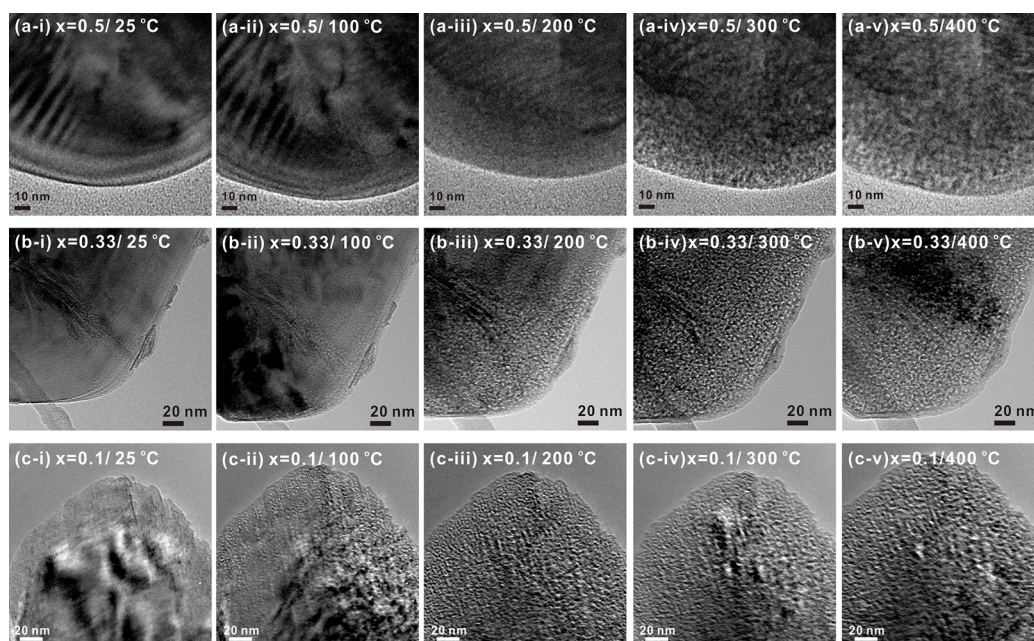 (a-i) x=0.5/ 25 °C
(a-ii) x=0.5/ 100 °C
(a-iii) x=0.5/ 200 °C
(a-iv)x=0.5/ 300 °C
(a-v) x=0.5/400 °C
10 nm
10 nm
10 nm
10 nm
10 nm
(b-i) x=0.33/ 25 °C
(b-ii) x=0.33/ 100 °C
(b-iii) x=0.33/ 200 °C
(b-iv)x=0.33/ 300 °C
(b-v)x=0.33/400 °C
20 nm
20 nm
20 nm
20 nm
20 nm
(c-i) x=0.1/ 25 °C
(c-ii) x=0.1/ 100 °C
(c-iii) x=0.1/ 200 °C
(c-iv)x=0.1/ 300 °C
(c-v)x=0.1/400 °C
20 nm
20 nm
20 nm
20 nm
20 nm